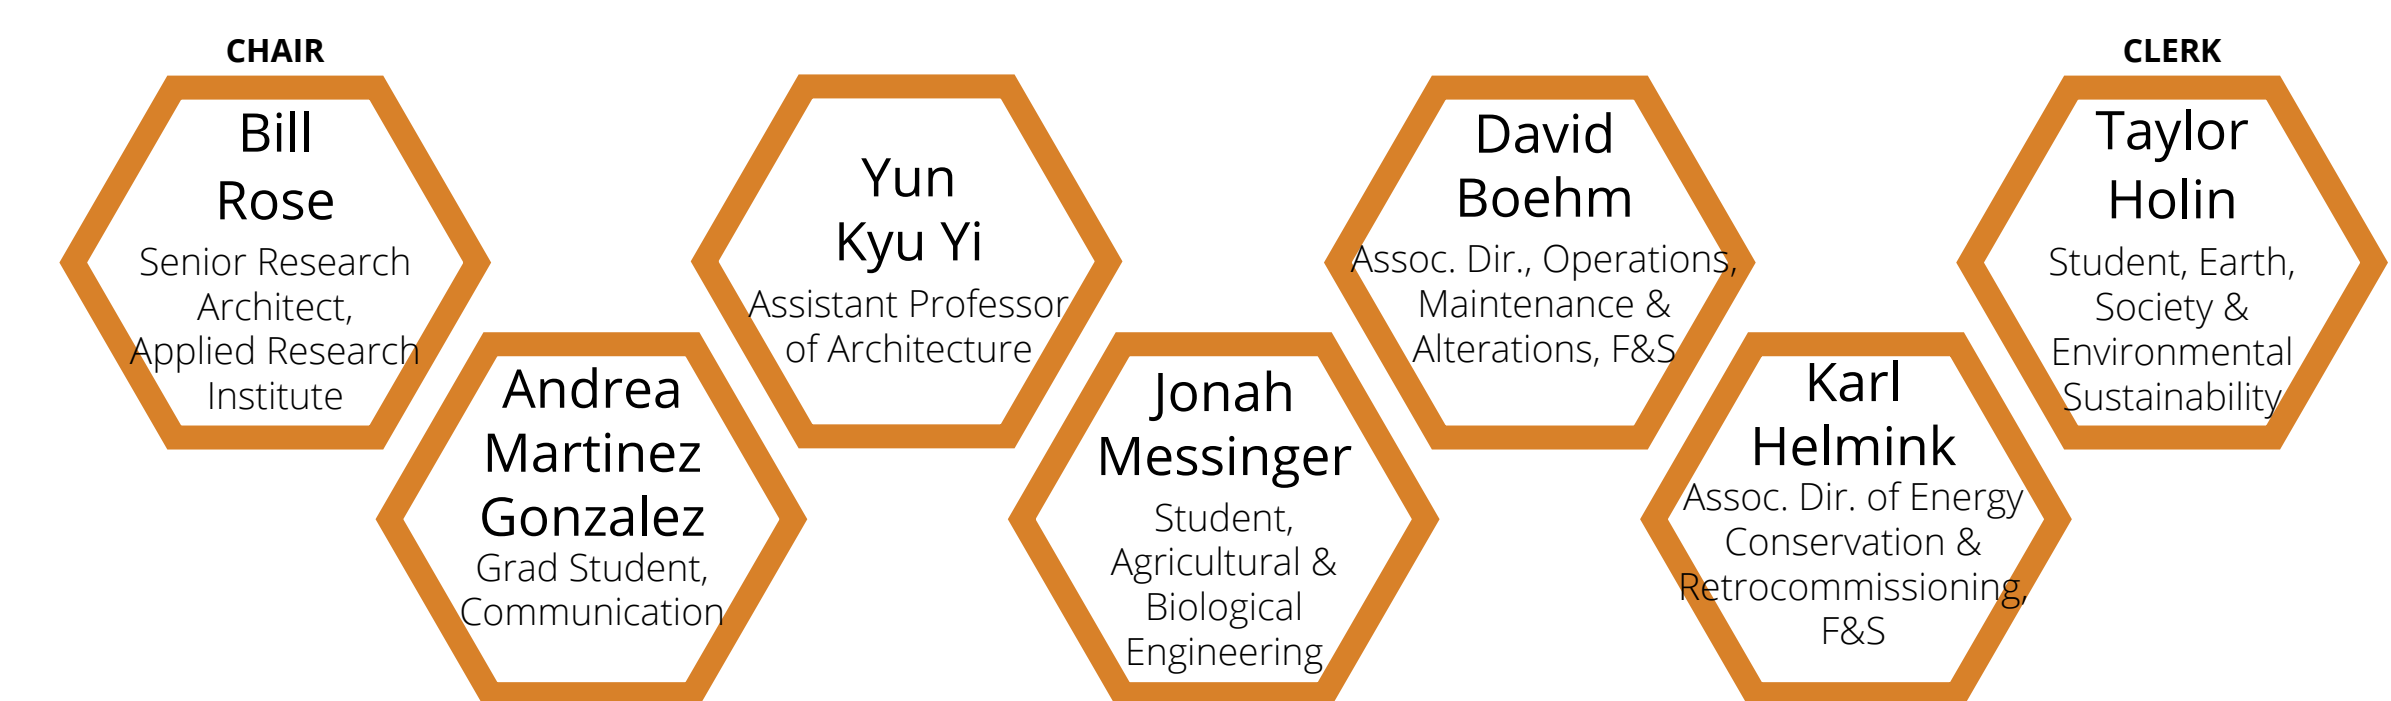 CHAIR
Bill
Rose
Senior Research
Architect,
Applied Research
Institute
Andrea
Martinez
Gonzalez
Grad Student,
Communication
Yun
Kyu Yi
Assistant Professor
of Architecture
Jonah
Messinger
Student,
Agricultural &
Biological
Engineering
David
Boehm
Assoc. Dir., Operations,
Maintenance &
Alterations, F&S
Karl
Helmink
Assoc. Dir. of Energy
Conservation &
Retrocommissioning,
F&S
CLERK
Taylor
Holin
Student, Earth,
Society &
Environmental
Sustainability